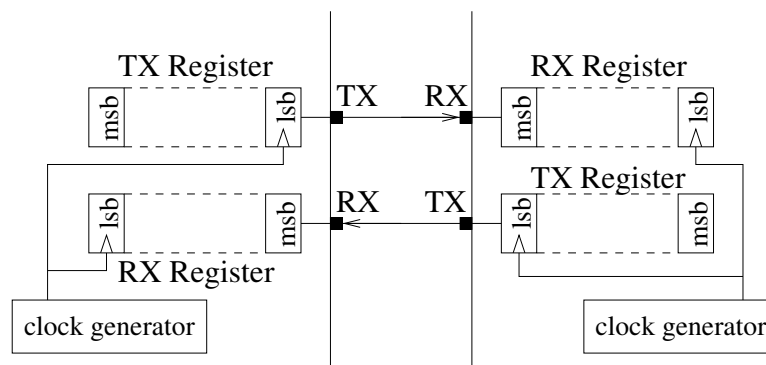 TX Register
RX Register
msb
lsb
TX
RX
msb
lsb
TX Register
lsb
msb
RX
TX
lsb
msb
RX Register
clock generator
clock generator